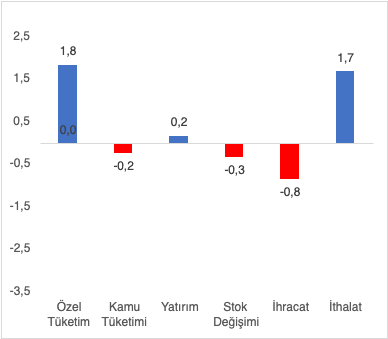 2,5
1,5
0,5
-0,5
-1,5
-2,5
-3,5
1,8
0,0
-0,2
0,2
-0,3
-0,8
1,7
Özel
Tüketim
Kamu
Tüketimi
Yatırım
Stok
Değişimi
İhracat
İthalat